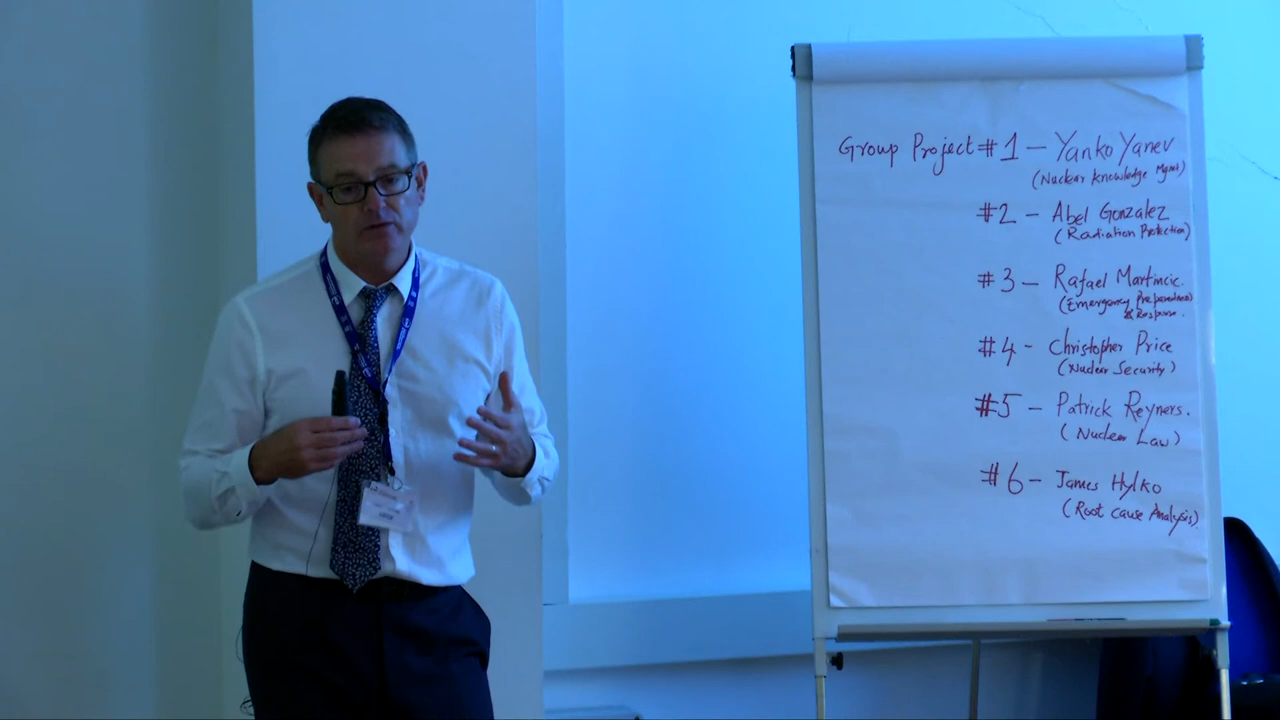 Group Project #1 - Yanko Yanev
(Nuclear Knowledge Mgmt)
#2 - Abel Gonzalez
(Radiation Protection)
#3 - Rafael Martincic.
(Emergency Preparedness
& Response.
#4 - Christopher Price
(Nuclear Security)
#5 - Patrick Reyners.
(Nuclear Law)
#6 - James Hylko
(Root cause Analysis)